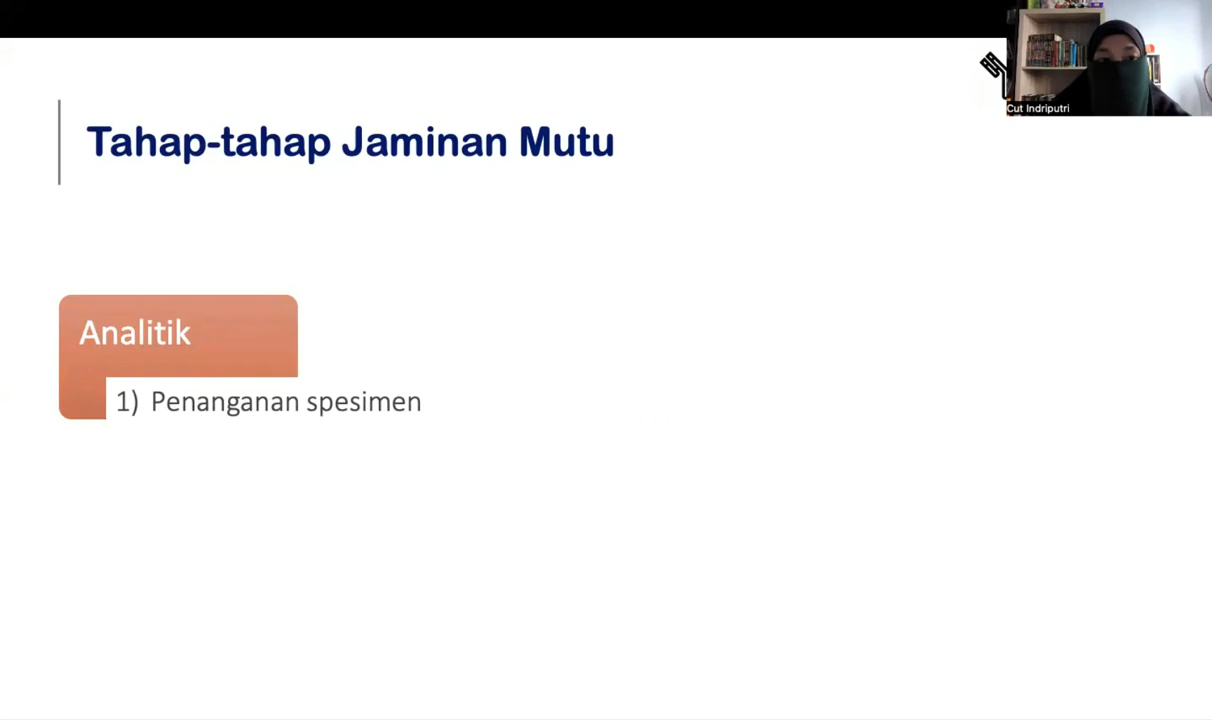 Cut Indriputri
Tahap-tahap Jaminan Mutu
Analitik
1) Penanganan spesimen